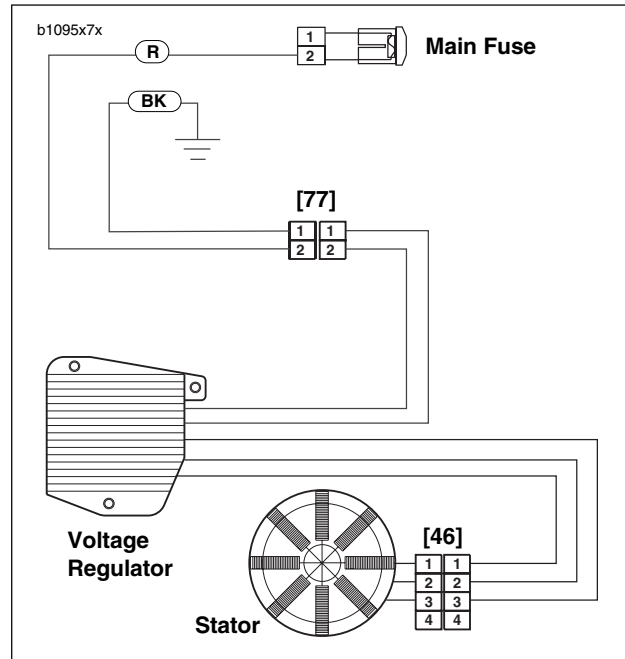 b1095x7x
R
1
2
Main Fuse
BK
[77]
1 1
2 2
Voltage
Regulator
Stator
[46]
1 1
2 2
3 3
4 4